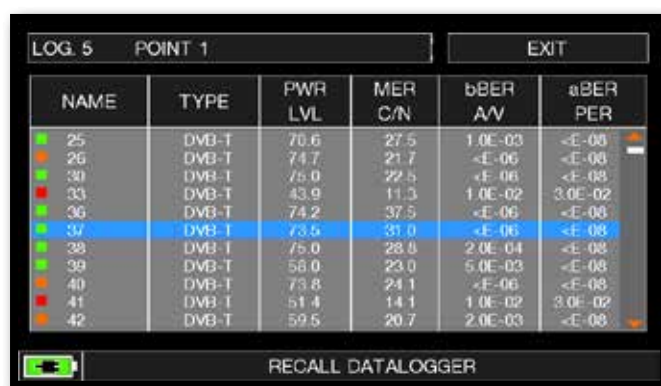 LOG. 5 POINT 1 EXIT
NAME TYPE PWR LVL MER C/N bBER A/V aBER PER
25 DVB-T 70.6 27.5 1.0E-03 <E-08
26 DVB-T 74.7 21.7 <E-06 <E-08
30 DVB-T 75.0 22.5 <E-06 <E-08
33 DVB-T 43.9 11.3 1.0E-02 3.0E-02
36 DVB-T 74.2 37.5 <E-06 <E-08
37 DVB-T 73.5 31.0 <E-06 <E-08
38 DVB-T 75.0 28.8 2.0E-04 <E-08
39 DVB-T 58.0 23.0 5.0E-03 <E-08
40 DVB-T 73.8 24.1 <E-06 <E-08
41 DVB-T 51.4 14.1 1.0E-02 3.0E-02
42 DVB-T 59.5 20.7 2.0E-03 <E-08
RECALL DATALOGGER